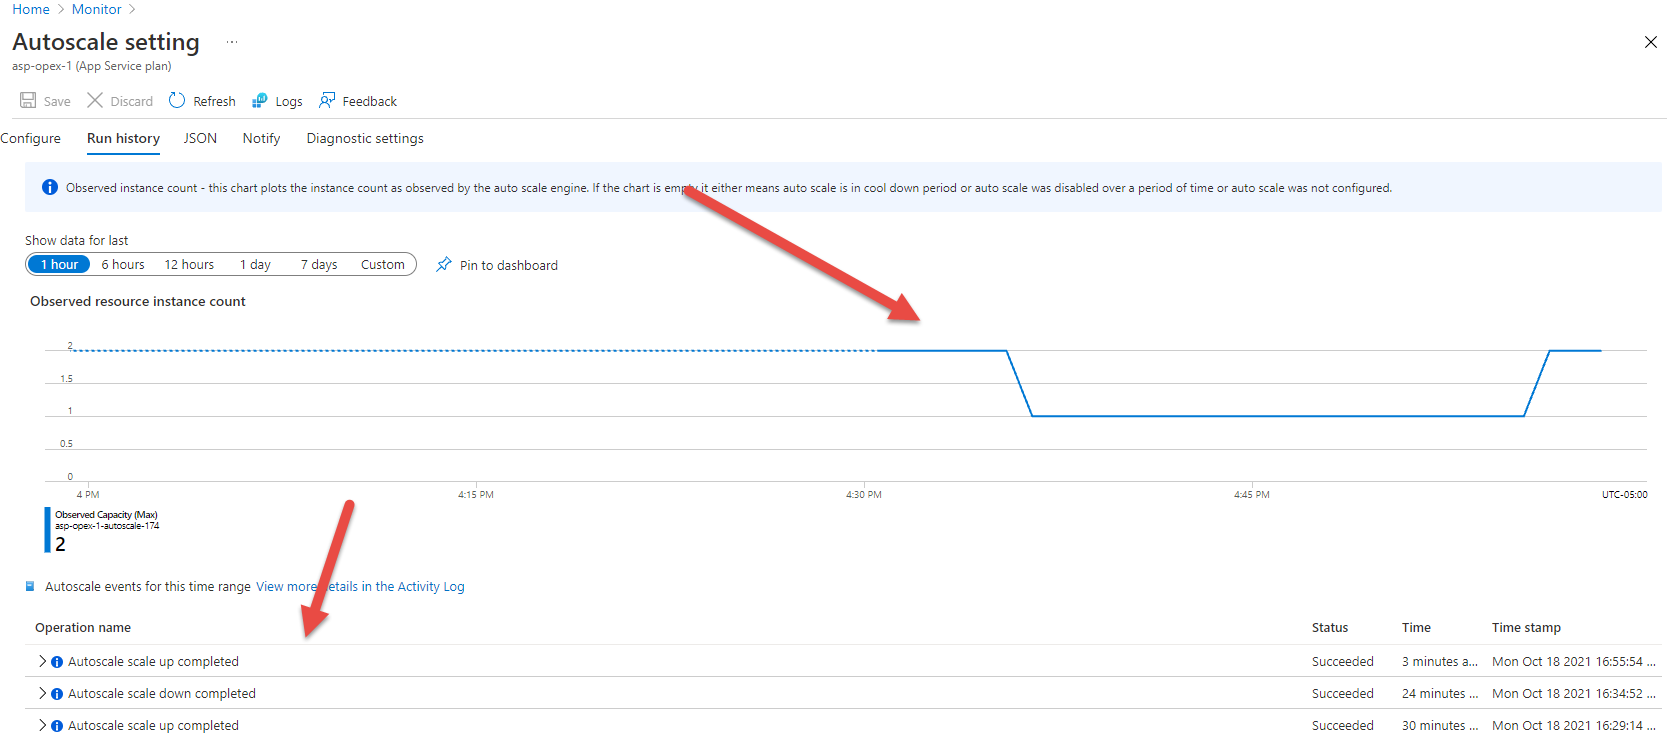 Home > Monitor >
Autoscale setting ...
asp-opex-1 (App Service plan)
Save Discard Refresh Logs Feedback
Configure Run history JSON Notify Diagnostic settings
Observed instance count - this chart plots the instance count as observed by the auto scale engine. If the chart is empty it either means auto scale is in cool down period or auto scale was disabled over a period of time or auto scale was not configured.
Show data for last
1 hour 6 hours 12 hours 1 day 7 days Custom Pin to dashboard
Observed resource instance count
2
1.5
1
0.5
0
4 PM 4:15 PM 4:30 PM 4:45 PM UTC-05:00
Observed Capacity (Max)
asp-opex-1-autoscale-174
2
Autoscale events for this time range View more details in the Activity Log
Operation name Status Time Time stamp
Autoscale scale up completed Succeeded 3 minutes a... Mon Oct 18 2021 16:55:54 ...
Autoscale scale down completed Succeeded 24 minutes ... Mon Oct 18 2021 16:34:52 ...
Autoscale scale up completed Succeeded 30 minutes ... Mon Oct 18 2021 16:29:14 ...